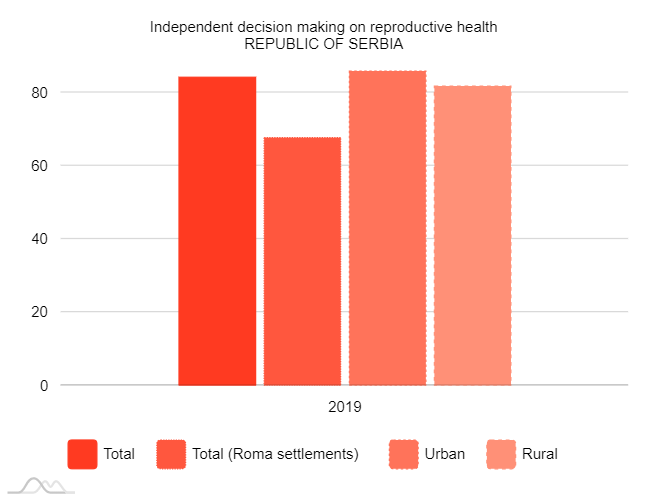 Independent decision making on reproductive health
REPUBLIC OF SERBIA
80
60
40
20
0
2019
Total
Total (Roma settlements)
Urban
Rural